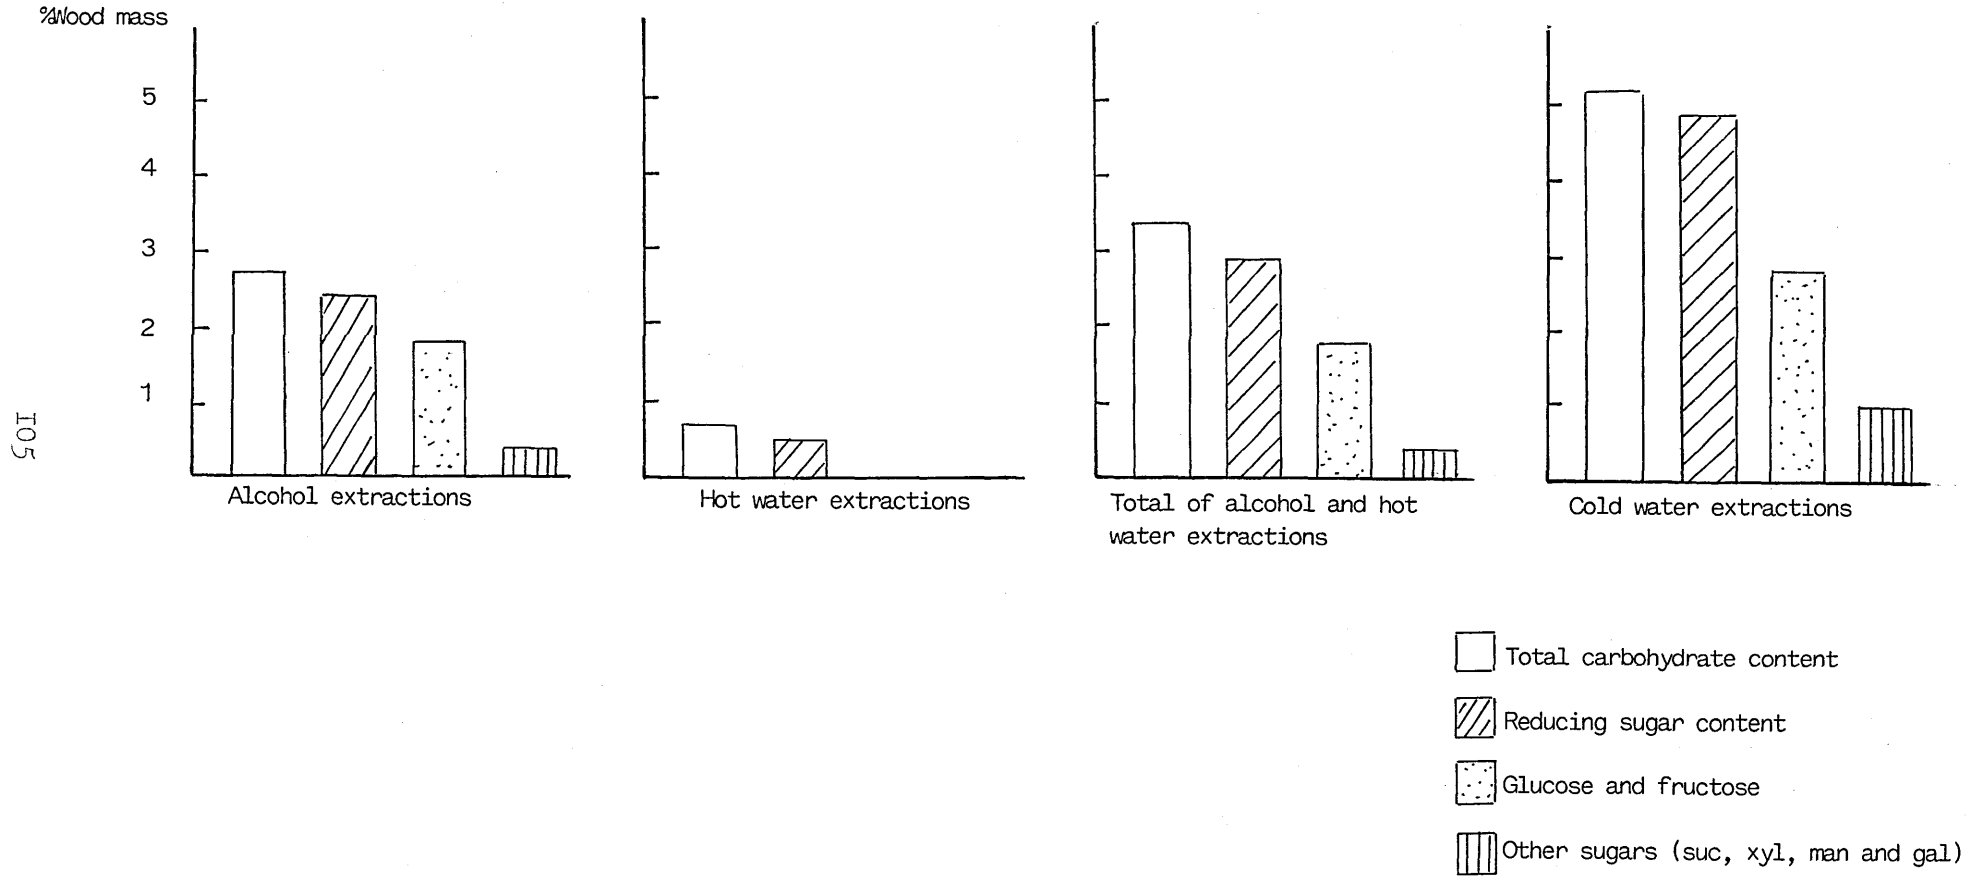 %Wood mass
5
4
3
2
1
Alcohol extractions
Hot water extractions
Total of alcohol and hot
water extractions
Cold water extractions
Total carbohydrate content
Reducing sugar content
Glucose and fructose
Other sugars (suc, xyl, man and gal)
105